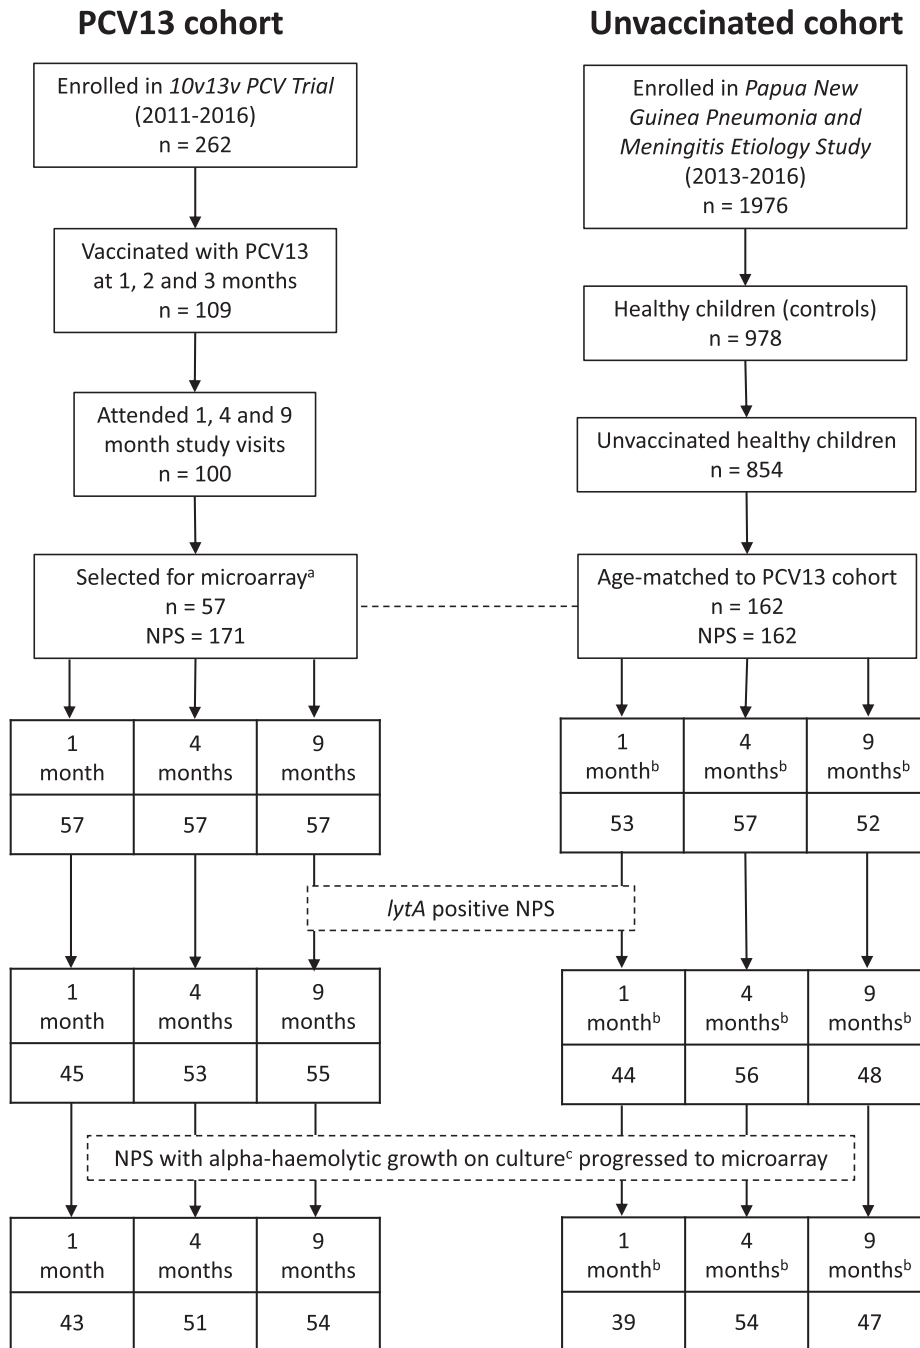 PCV13 cohort
Enrolled in 10v13v PCV Trial
(2011-2016)
n = 262
Vaccinated with PCV13
at 1, 2 and 3 months
n = 109
Attended 1, 4 and 9
month study visits
n = 100
Selected for microarrayᵃ
n = 57
NPS = 171
Unvaccinated cohort
Enrolled in Papua New
Guinea Pneumonia and
Meningitis Etiology Study
(2013-2016)
n = 1976
Healthy children (controls)
n = 978
Unvaccinated healthy children
n = 854
Age-matched to PCV13 cohort
n = 162
NPS = 162
1 month
4 months
9 months
57
57
57
1 monthᵇ
4 monthsᵇ
9 monthsᵇ
53
57
52
lytA positive NPS
1 month
4 months
9 months
45
53
55
1 monthᵇ
4 monthsᵇ
9 monthsᵇ
44
56
48
NPS with alpha-haemolytic growth on cultureᶜ progressed to microarray
1 month
4 months
9 months
43
51
54
1 monthᵇ
4 monthsᵇ
9 monthsᵇ
39
54
47